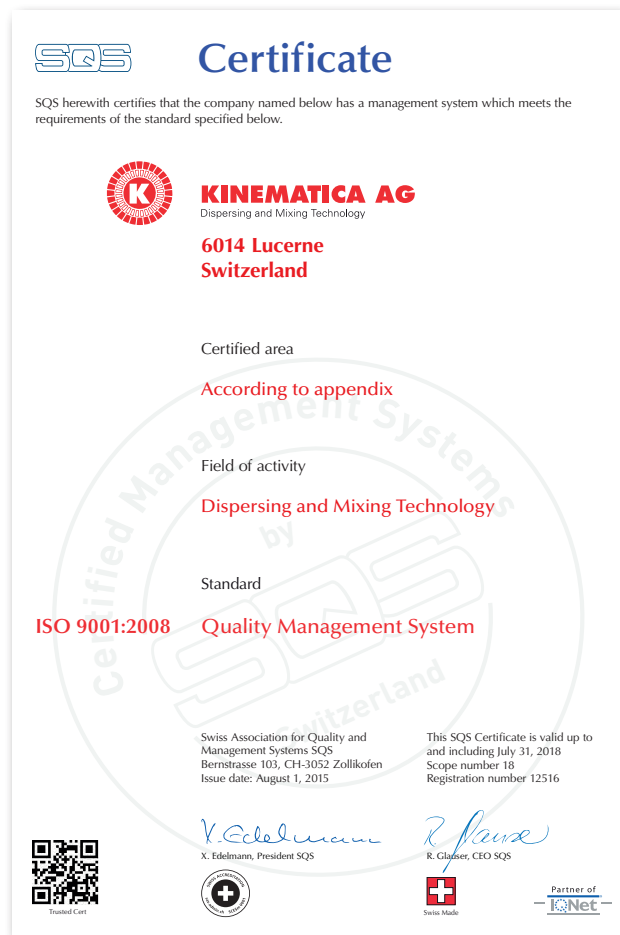 SQS
Certificate
SQS herewith certifies that the company named below has a management system which meets the
requirements of the standard specified below.
K
KINEMATICA AG
Dispersing and Mixing Technology
6014 Lucerne
Switzerland
Certified area
According to appendix
Field of activity
Dispersing and Mixing Technology
Standard
ISO 9001:2008 Quality Management System
Certified Management Systems
by
SQS
Switzerland
Swiss Association for Quality and
Management Systems SQS
Bernstrasse 103, CH-3052 Zollikofen
Issue date: August 1, 2015
This SQS Certificate is valid up to
and including July 31, 2018
Scope number 18
Registration number 12516
X. Edelmann
X. Edelmann, President SQS
R. Glauser, CEO SQS
Trusted Cert
SWISS ACCREDITATION
Swiss Made
Partner of
IQNet